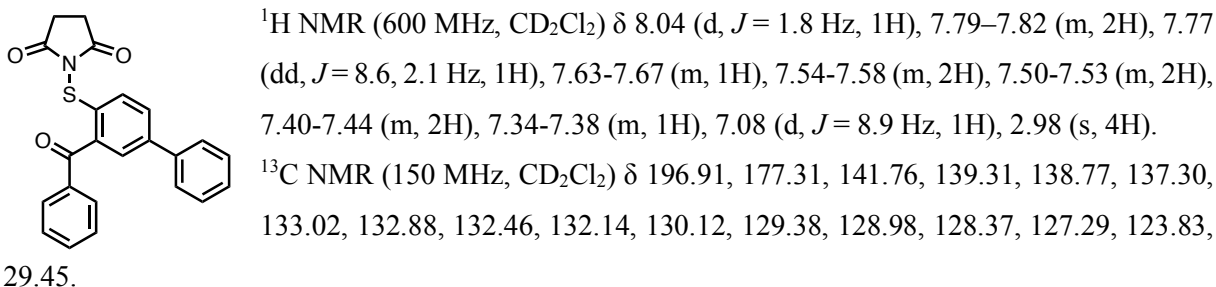 ¹H NMR (600 MHz, CD₂Cl₂) δ 8.04 (d, J = 1.8 Hz, 1H), 7.79–7.82 (m, 2H), 7.77
(dd, J = 8.6, 2.1 Hz, 1H), 7.63-7.67 (m, 1H), 7.54-7.58 (m, 2H), 7.50-7.53 (m, 2H),
7.40-7.44 (m, 2H), 7.34-7.38 (m, 1H), 7.08 (d, J = 8.9 Hz, 1H), 2.98 (s, 4H).
¹³C NMR (150 MHz, CD₂Cl₂) δ 196.91, 177.31, 141.76, 139.31, 138.77, 137.30,
133.02, 132.88, 132.46, 132.14, 130.12, 129.38, 128.98, 128.37, 127.29, 123.83,
29.45.
O N O
S
O